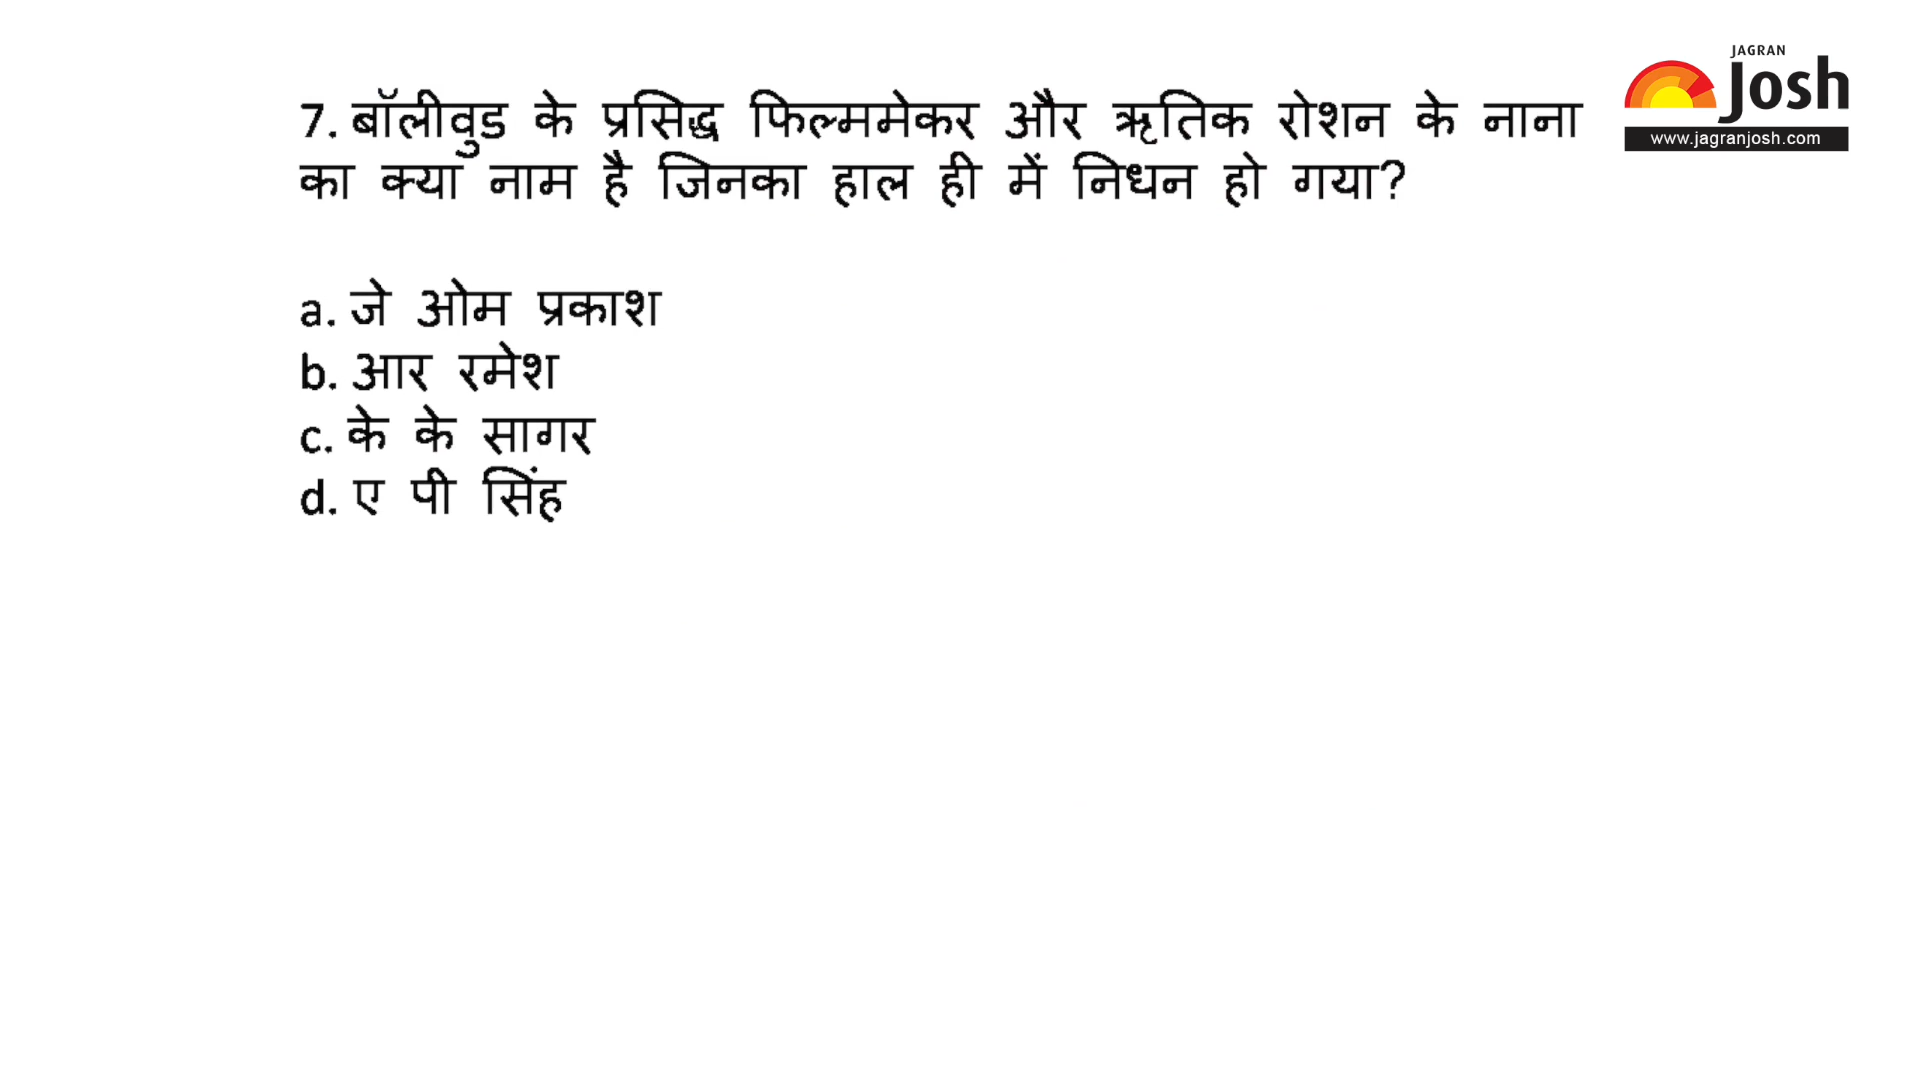 JAGRAN
Josh
www.jagranjosh.com
7. बॉलीवुड के प्रसिद्ध फिल्ममेकर और ऋतिक रोशन के नाना
का क्या नाम है जिनका हाल ही में निधन हो गया?
a. जे ओम प्रकाश
b. आर रमेश
c. के के सागर
d. ए पी सिंह